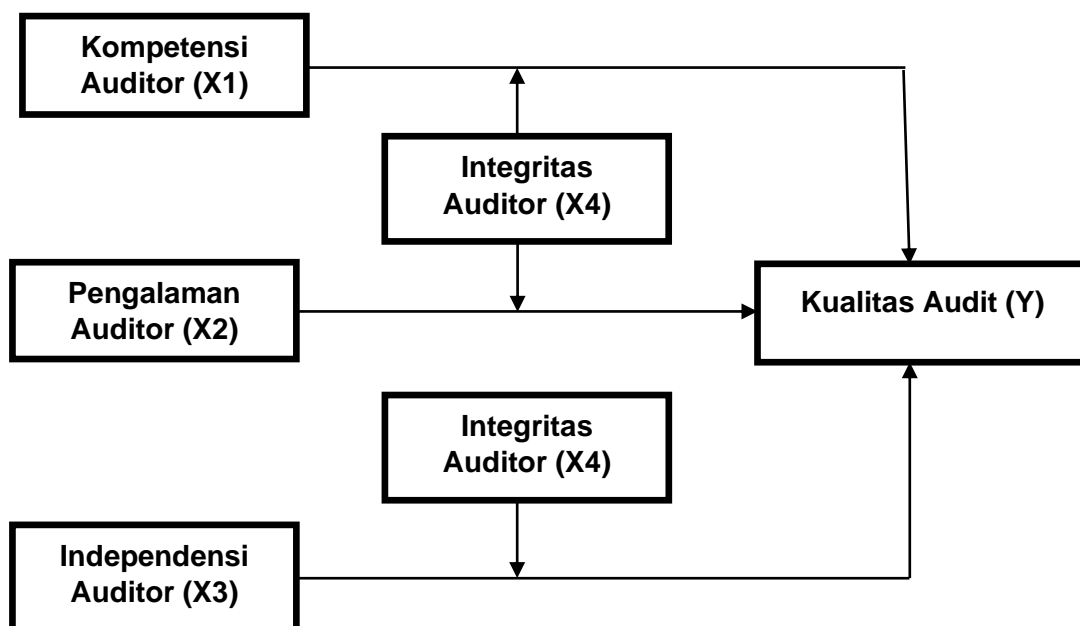 Kompetensi
Auditor (X1)
Integritas
Auditor (X4)
Pengalaman
Auditor (X2)
Kualitas Audit (Y)
Integritas
Auditor (X4)
Independensi
Auditor (X3)